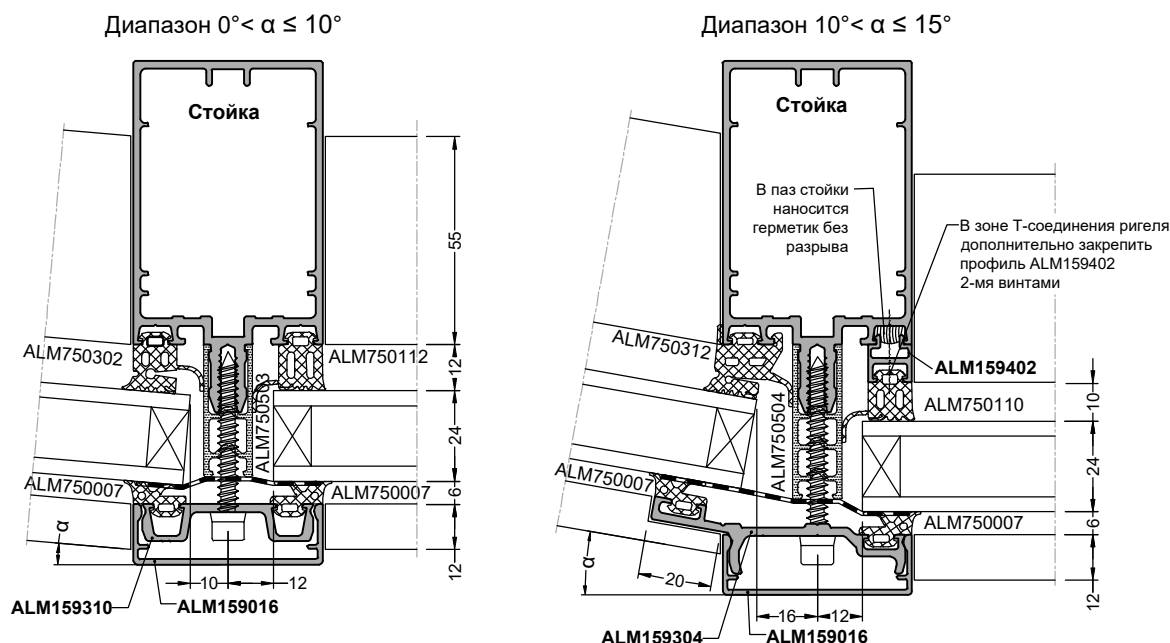 Диапазон 0°< α ≤ 10°
Стойка
55
ALM750302
ALM750112
12
ALM750503
24
ALM750007
ALM750007
6
α
12
10
12
ALM159310
ALM159016
Диапазон 10°< α ≤ 15°
Стойка
В паз стойки
наносится
герметик без
разрыва
В зоне Т-соединения ригеля
дополнительно закрепить
профиль ALM159402
2-мя винтами
ALM750312
ALM159402
10
ALM750110
ALM750504
24
ALM750007
6
ALM750007
α
20
12
16
12
ALM159304
ALM159016